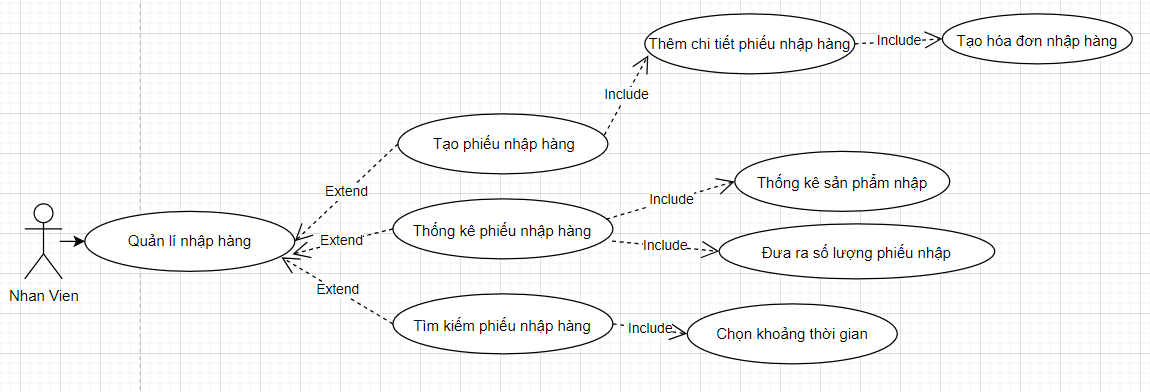 Thêm chi tiết phiếu nhập hàng
Include
Tạo hóa đơn nhập hàng
Include
Tạo phiếu nhập hàng
Extend
Thống kê sản phẩm nhập
Include
Nhan Vien
Quản lí nhập hàng
Extend
Thống kê phiếu nhập hàng
Include
Đưa ra số lượng phiếu nhập
Extend
Tìm kiếm phiếu nhập hàng
Include
Chọn khoảng thời gian